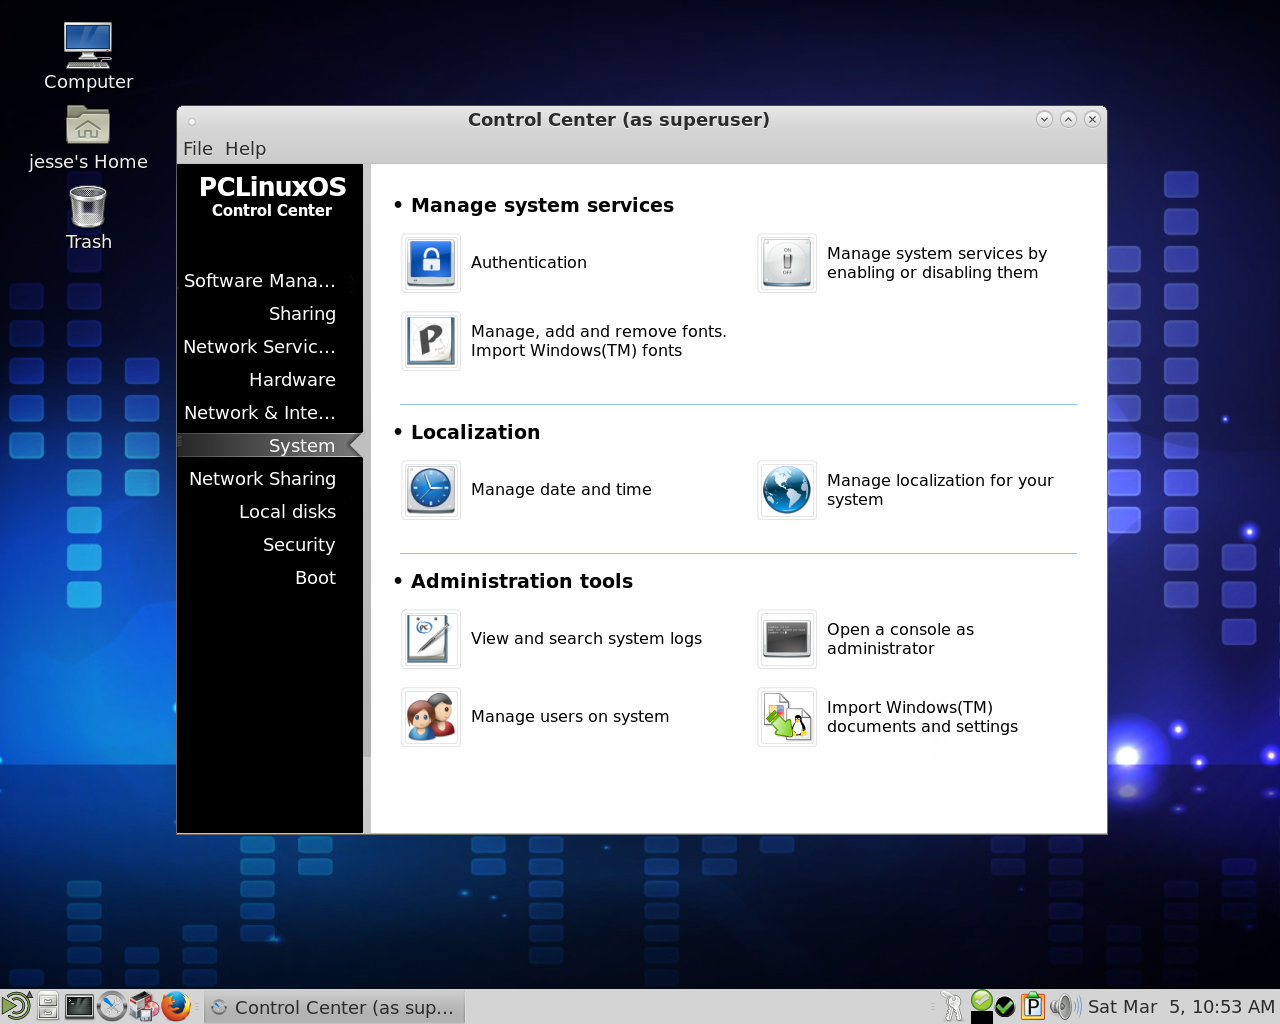 Computer
jesse's Home
Trash
Control Center (as superuser)
File Help
PCLinuxOS
Control Center
Software Mana...
Sharing
Network Servic...
Hardware
Network & Inte...
System
Network Sharing
Local disks
Security
Boot
• Manage system services
Authentication
Manage system services by
enabling or disabling them
ON
OFF
Manage, add and remove fonts.
Import Windows(TM) fonts
P
• Localization
Manage date and time
Manage localization for your
system
• Administration tools
PC
View and search system logs
Open a console as
administrator
Manage users on system
Import Windows(TM)
documents and settings
Control Center (as sup...
P
Sat Mar 5, 10:53 AM